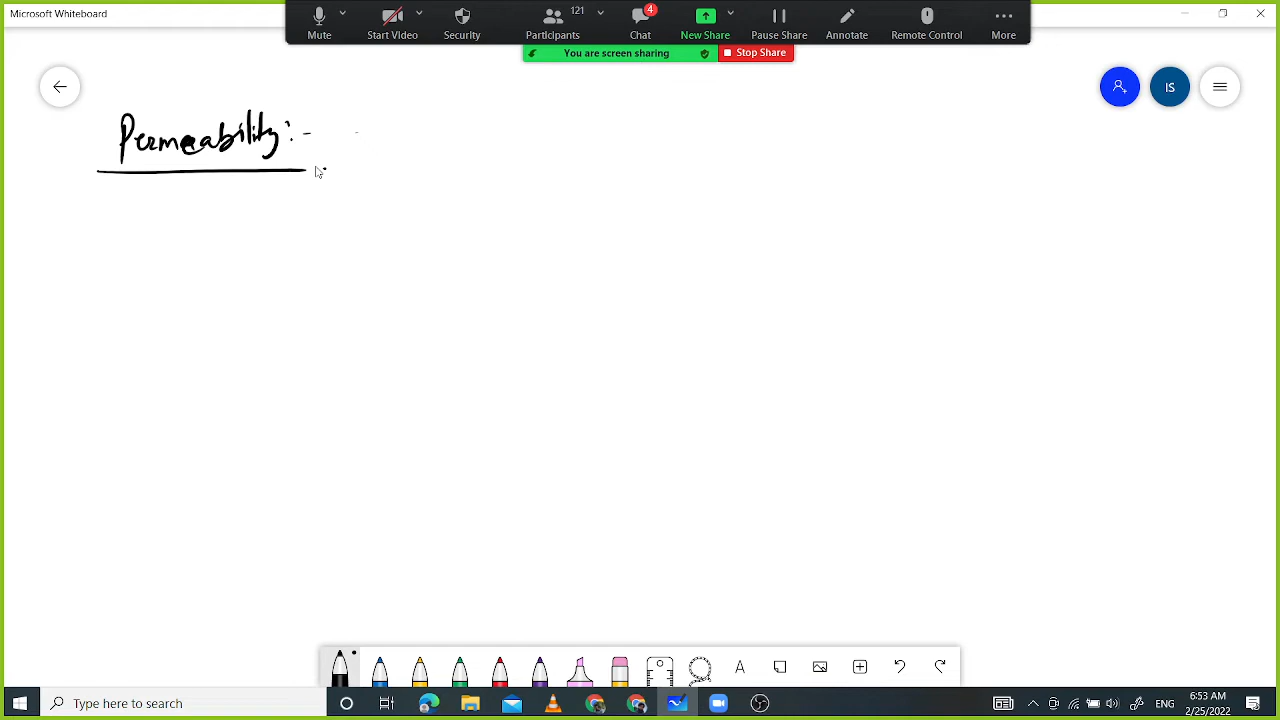 Microsoft Whiteboard
Mute
Start Video
Security
121
Participants
4
Chat
New Share
Pause Share
Annotate
Remote Control
More
You are screen sharing
Stop Share
IS
Permeability:-
A
Type here to search
ENG
6:53 AM
2/25/2022